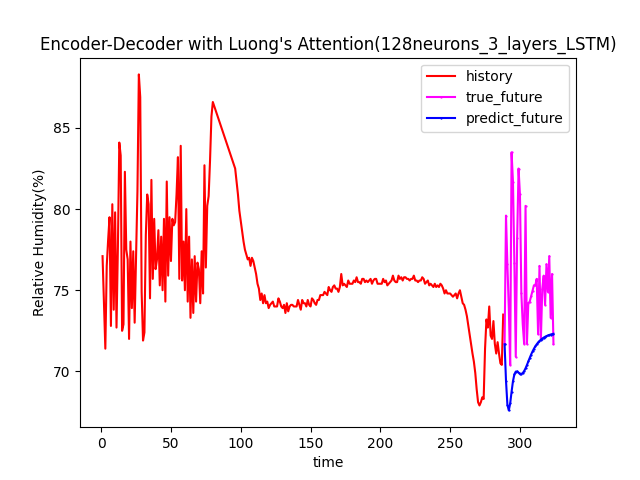 Encoder-Decoder with Luong's Attention(128neurons_3_layers_LSTM)
history
true_future
predict_future
Relative Humidity(%)
85
80
75
70
0 50 100 150 200 250 300
time